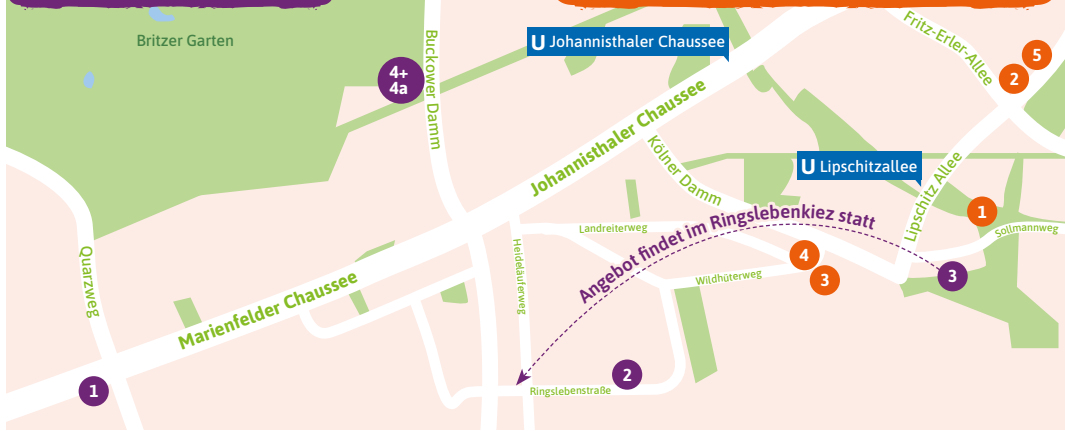 Britzer Garten
Buckower Damm
4+
4a
U Johannisthaler Chaussee
Fritz-Erler-Allee
5
2
Johannisthaler Chaussee
Kölner Damm
U Lipschitzallee
Lipschitz Allee
1
Sollmannweg
Quarzweg
Landreiterweg
Angebot findet im Ringslebenkiez statt
Heideläuferweg
4
3
3
Wildhüterweg
Marienfelder Chaussee
1
2
Ringslebenstraße